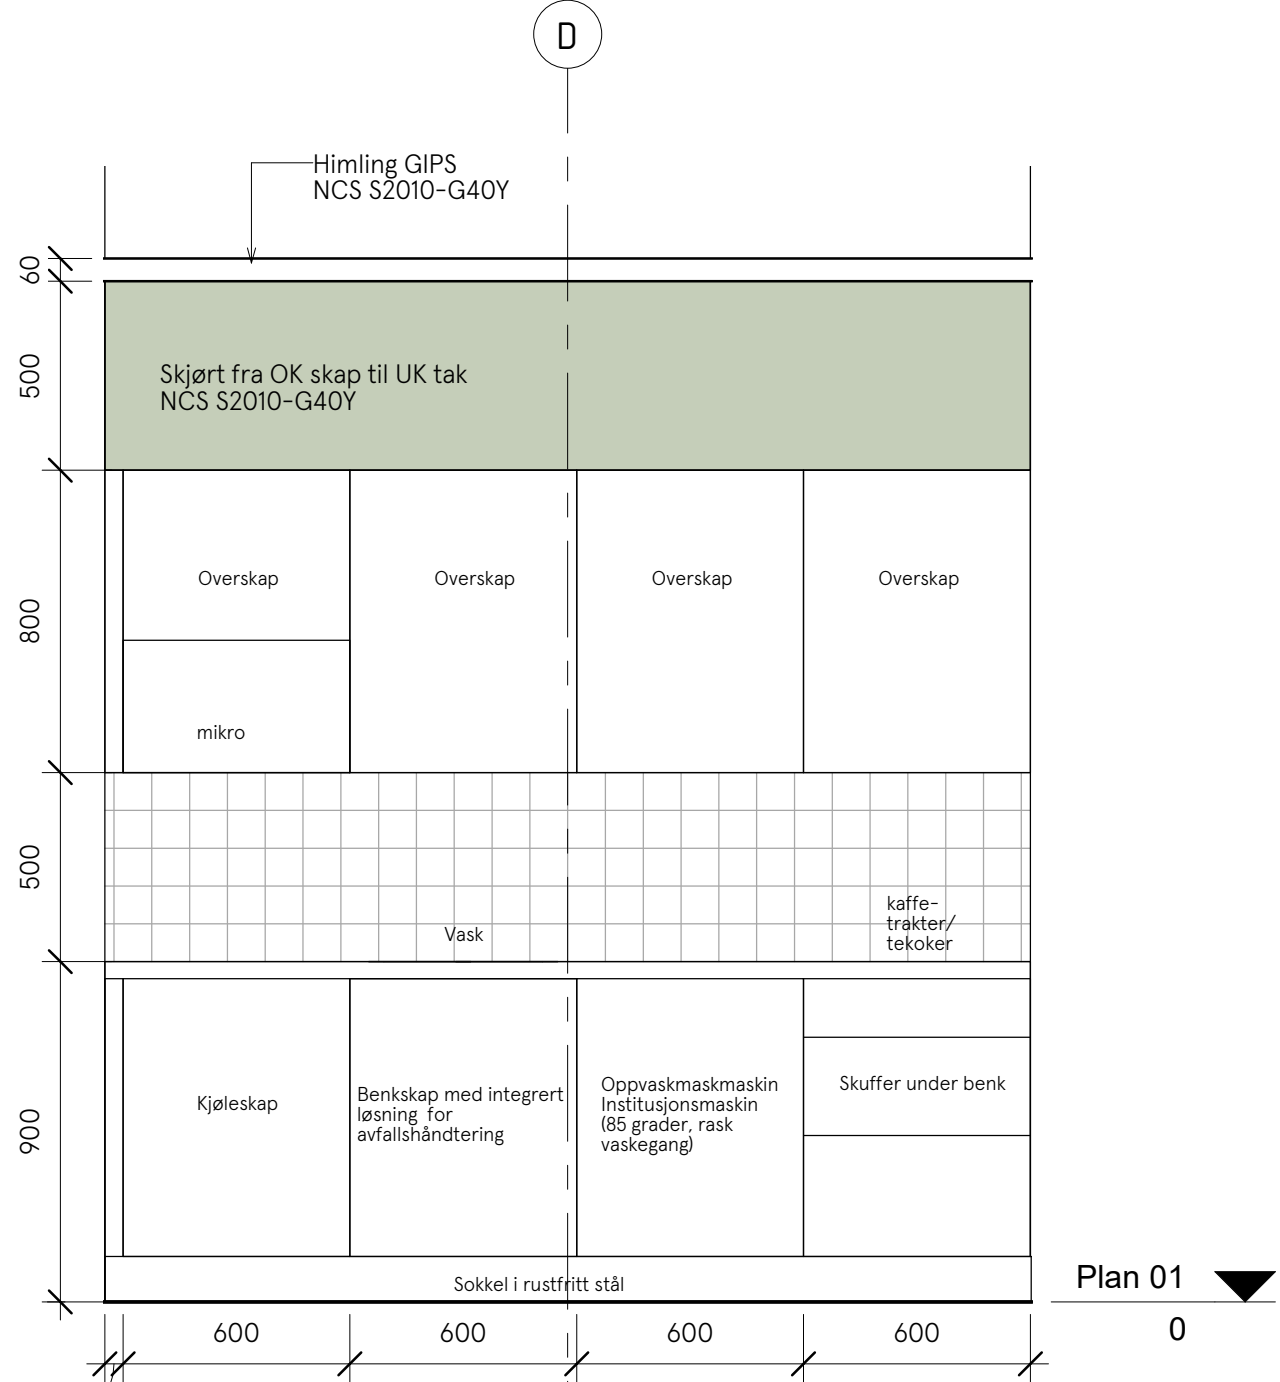 D
Himling GIPS
NCS S2010-G40Y
60
500
Skjørt fra OK skap til UK tak
NCS S2010-G40Y
800
Overskap
Overskap
Overskap
Overskap
mikro
500
Vask
kaffe-
trakter/
tekoker
900
Kjøleskap
Benkskap med integrert
løsning for
avfallshåndtering
Oppvaskmaskmaskin
Institusjonsmaskin
(85 grader, rask
vaskegang)
Skuffer under benk
Sokkel i rustfritt stål
Plan 01
0
600
600
600
600